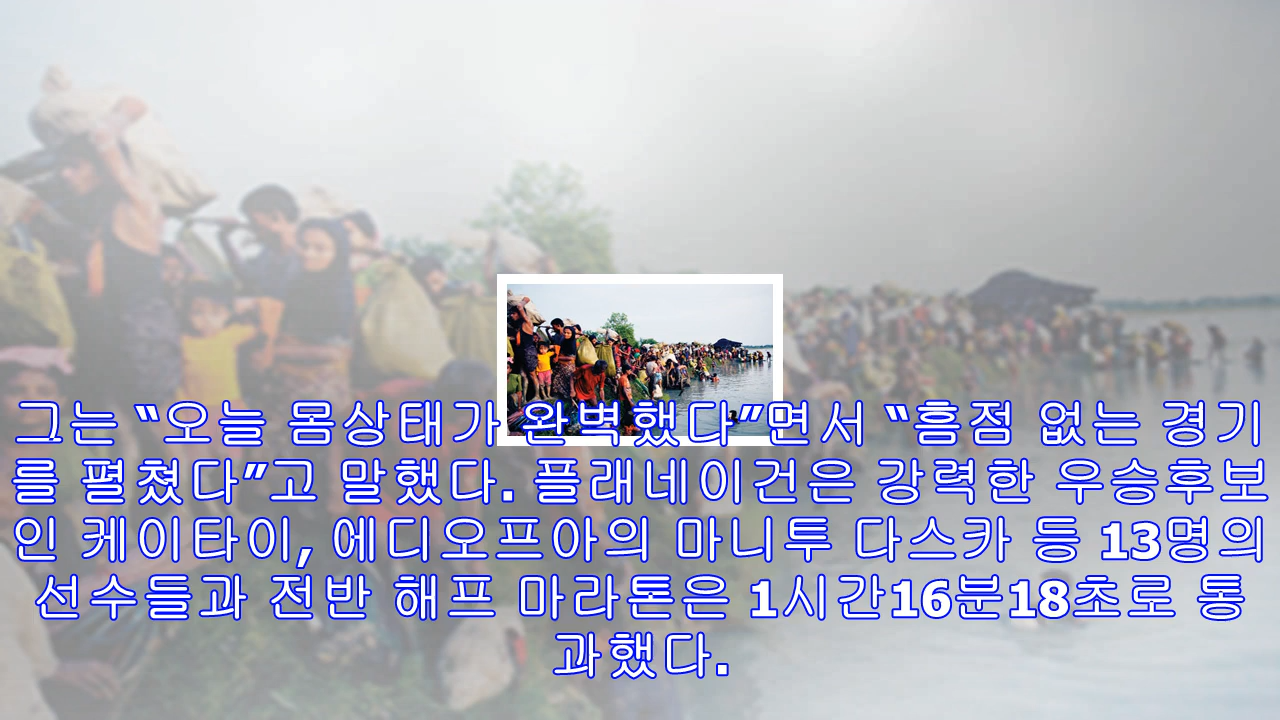 그는 “오늘 몸상태가 완벽했다”면서 “흠점 없는 경기
를 펼쳤다”고 말했다. 플래네이건은 강력한 우승후보
인 케이타이, 에디오프아의 마니투 다스카 등 13명의
선수들과 전반 해프 마라톤은 1시간16분18초로 통
과했다.